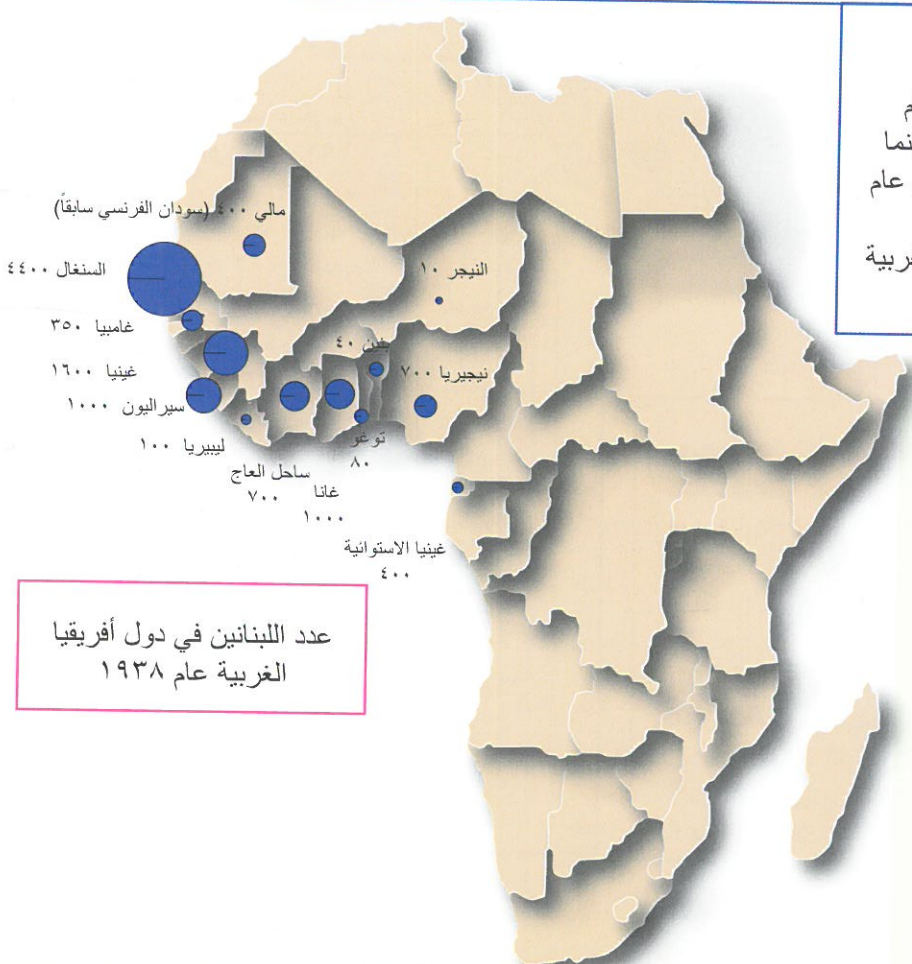 م
نما
عام
غربية
مالي ٤٠٠ (سودان الفرنسي سابقاً)
السنغال ٤٤٠٠
النيجر ١٠
غامبيا ٣٥٠
بنين ٤٠
نيجيريا ٧٠٠
غينيا ١٦٠٠
سيراليون ١٠٠٠
ليبيريا ١٠٠
توغو
٨٠
ساحل العاج
٧٠٠
غانا
١٠٠٠
غينيا الاستوائية
٤٠٠
عدد اللبنانين في دول أفريقيا
الغربية عام ١٩٣٨